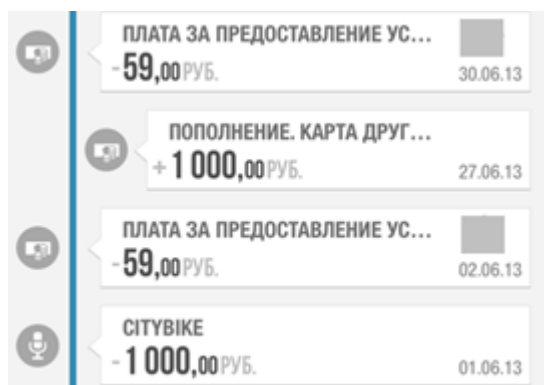 ПЛАТА ЗА ПРЕДОСТАВЛЕНИЕ УС...
-59,00 РУБ.
30.06.13
ПОПОЛНЕНИЕ. КАРТА ДРУГ...
+1 000,00 РУБ.
27.06.13
ПЛАТА ЗА ПРЕДОСТАВЛЕНИЕ УС...
-59,00 РУБ.
02.06.13
CITYBIKE
-1 000,00 РУБ.
01.06.13